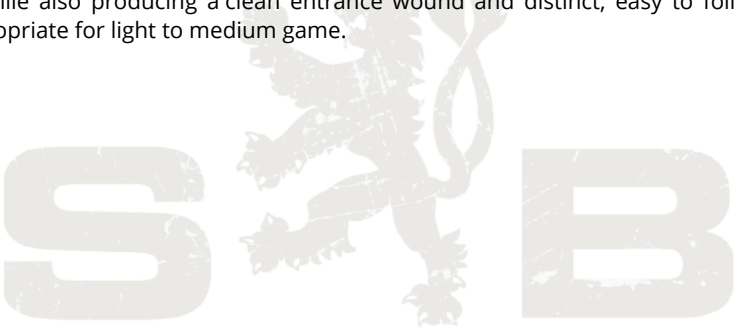 also producing a clean entrance wound and distinct, easy to
for light to medium game.
S B